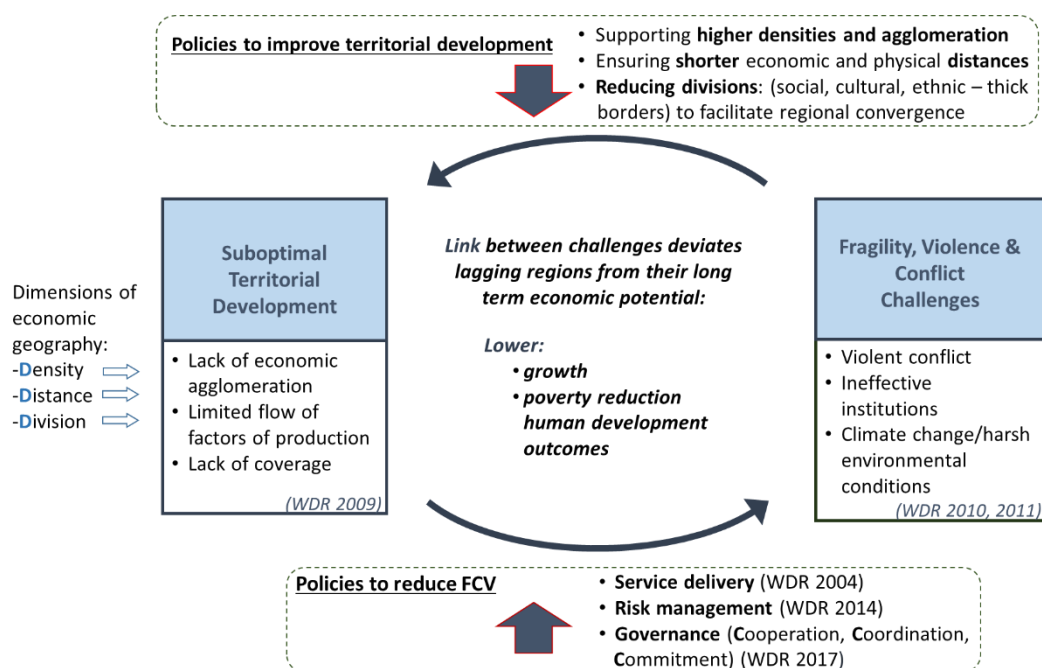 Policies to improve territorial development
• Supporting higher densities and agglomeration
• Ensuring shorter economic and physical distances
• Reducing divisions: (social, cultural, ethnic – thick
borders) to facilitate regional convergence
Dimensions of
economic
geography:
-Density
-Distance
-Division
Suboptimal
Territorial
Development
• Lack of economic
agglomeration
• Limited flow of
factors of production
• Lack of coverage
(WDR 2009)
Link between challenges deviates
lagging regions from their long
term economic potential:
Lower:
• growth
• poverty reduction
human development
outcomes
Fragility, Violence &
Conflict
Challenges
• Violent conflict
• Ineffective
institutions
• Climate change/harsh
environmental
conditions
(WDR 2010, 2011)
Policies to reduce FCV
• Service delivery (WDR 2004)
• Risk management (WDR 2014)
• Governance (Cooperation, Coordination,
Commitment) (WDR 2017)